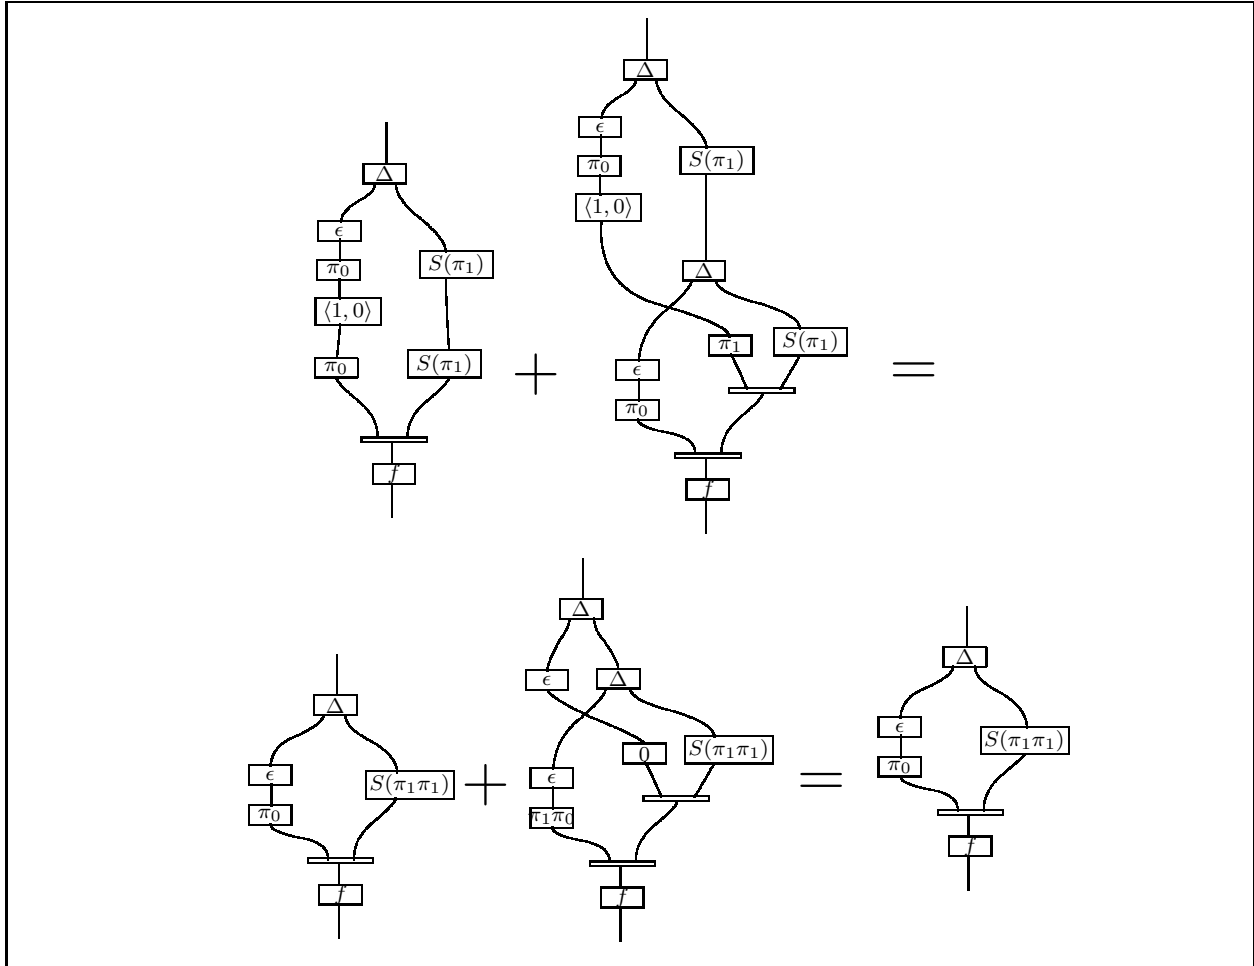 Δ
Δ
ϵ
π₀
⟨1, 0⟩
S(π₁)
ϵ
π₀
⟨1, 0⟩
S(π₁)
Δ
π₀
S(π₁)
+
π₁
S(π₁)
=
ϵ
π₀
f
f
Δ
Δ
Δ
ϵ
Δ
ϵ
S(π₁π₁)
ϵ
π₀
S(π₁π₁)
+
0
S(π₁π₁)
=
ϵ
π₀
π₁π₀
f
f
f